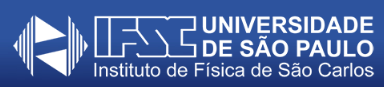 IFSC UNIVERSIDADE
DE SÃO PAULO
Instituto de Física de São Carlos